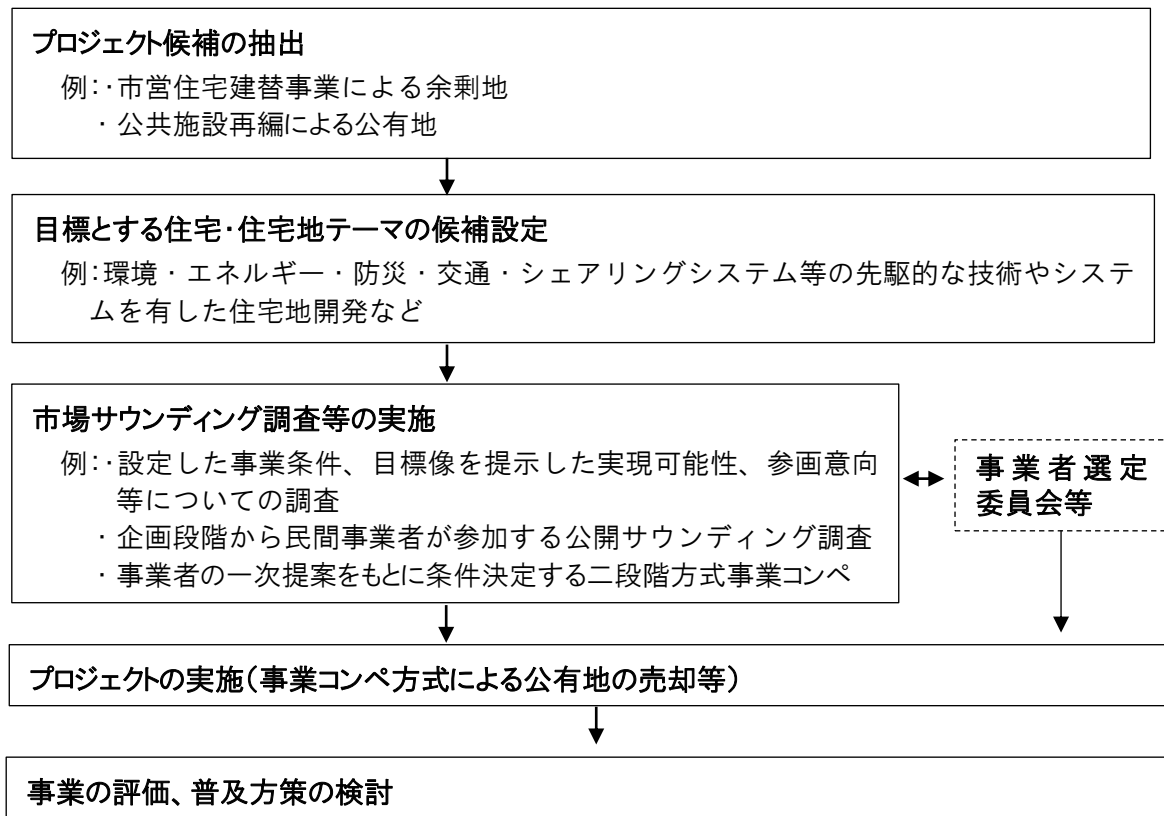 プロジェクト候補の抽出
例：・市営住宅建替事業による余剰地
・公共施設再編による公有地
目標とする住宅・住宅地テーマの候補設定
例：環境・エネルギー・防災・交通・シェアリングシステム等の先駆的な技術やシステ
ムを有した住宅地開発など
市場サウンディング調査等の実施
例：・設定した事業条件、目標像を提示した実現可能性、参画意向
等についての調査
・企画段階から民間事業者が参加する公開サウンディング調査
・事業者の一次提案をもとに条件決定する二段階方式事業コンペ
事業者選定
委員会等
プロジェクトの実施（事業コンペ方式による公有地の売却等）
事業の評価、普及方策の検討